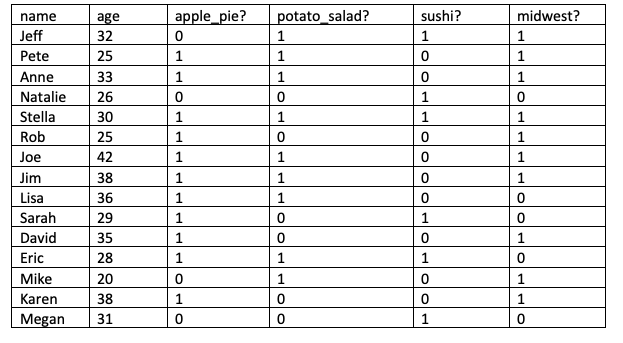 name age apple_pie? potato_salad? sushi? midwest?
Jeff 32 0 1 1 1
Pete 25 1 1 0 1
Anne 33 1 1 0 1
Natalie 26 0 0 1 0
Stella 30 1 1 1 1
Rob 25 1 0 0 1
Joe 42 1 1 0 1
Jim 38 1 1 0 1
Lisa 36 1 1 0 0
Sarah 29 1 0 1 0
David 35 1 0 0 1
Eric 28 1 1 1 0
Mike 20 0 1 0 1
Karen 38 1 0 0 1
Megan 31 0 0 1 0